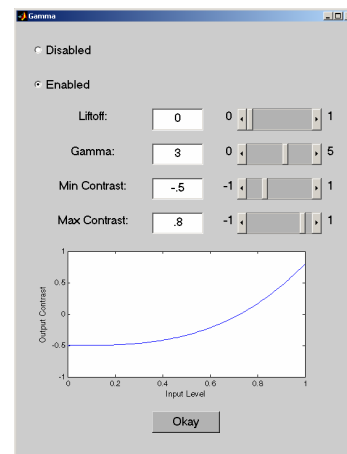 Gamma
Disabled
Enabled
Liftoff: 0 0 1
Gamma: 3 0 5
Min Contrast: -.5 -1 1
Max Contrast: .8 -1 1
1
0.5
0
-0.5
-1
Output Contrast
0 0.2 0.4 0.6 0.8 1
Input Level
Okay